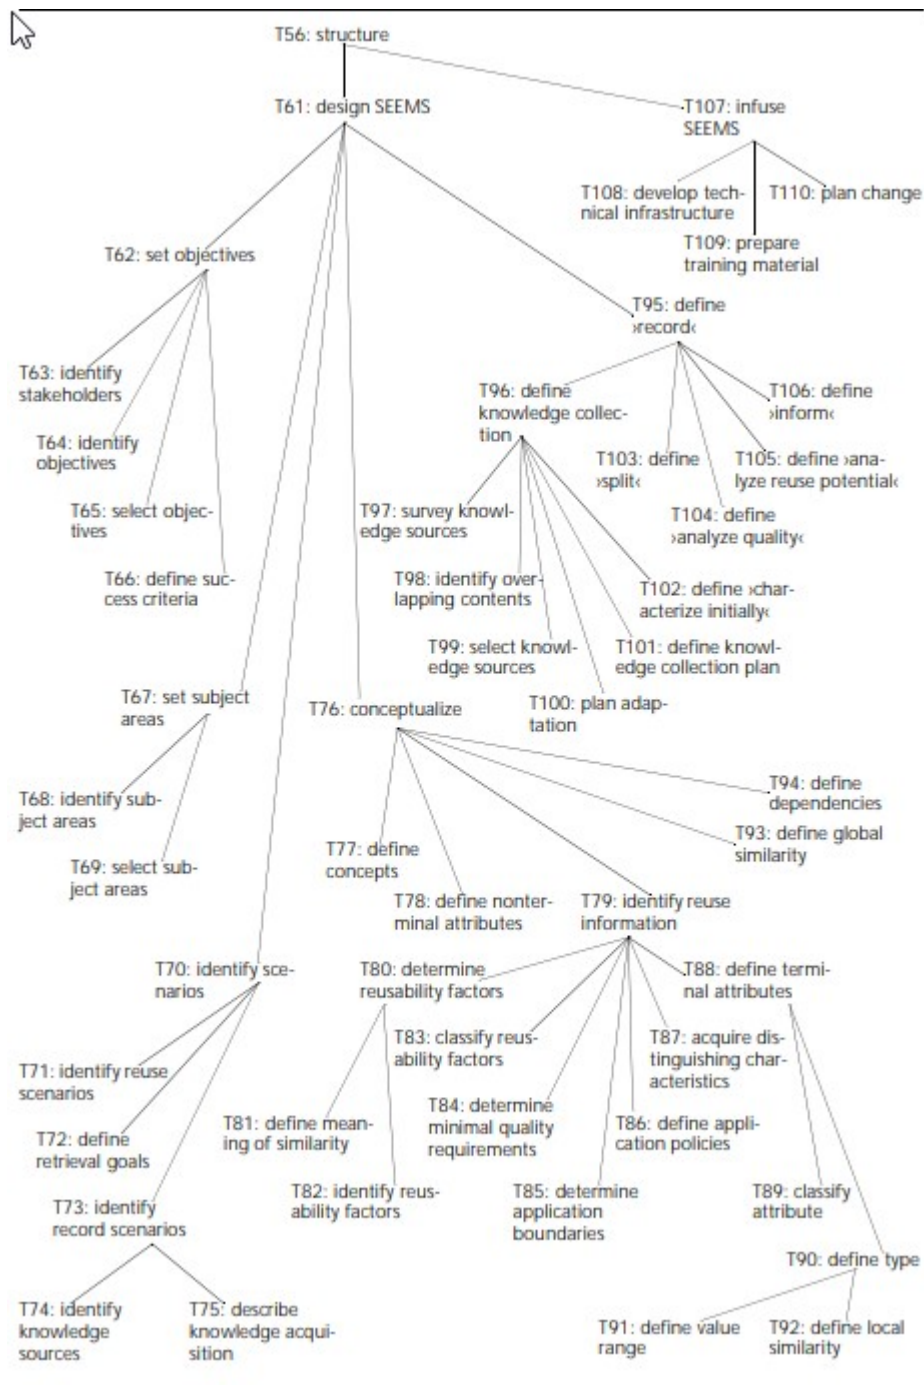 T56: structure
T61: design SEEMS
T107: infuse
SEEMS
T108: develop tech-
nical infrastructure
T110: plan change
T109: prepare
training material
T62: set objectives
T95: define
›record‹
T63: identify
stakeholders
T96: define
knowledge collec-
tion
T106: define
›inform‹
T64: identify
objectives
T103: define
›split‹
T105: define ›ana-
lyze reuse potential‹
T65: select objec-
tives
T97: survey knowl-
edge sources
T104: define
›analyze quality‹
T66: define suc-
cess criteria
T98: identify over-
lapping contents
T102: define ›char-
acterize initially‹
T99: select knowl-
edge sources
T101: define knowl-
edge collection plan
T67: set subject
areas
T76: conceptualize
T100: plan adap-
tation
T68: identify sub-
ject areas
T94: define
dependencies
T69: select sub-
ject areas
T77: define
concepts
T93: define global
similarity
T78: define nonter-
minal attributes
T79: identify reuse
information
T70: identify sce-
narios
T80: determine
reusability factors
T88: define termi-
nal attributes
T71: identify reuse
scenarios
T83: classify reus-
ability factors
T87: acquire dis-
tinguishing char-
acteristics
T72: define
retrieval goals
T81: define mean-
ing of similarity
T84: determine
minimal quality
requirements
T86: define appli-
cation policies
T73: identify
record scenarios
T82: identify reus-
ability factors
T85: determine
application
boundaries
T89: classify
attribute
T90: define type
T74: identify
knowledge
sources
T75: describe
knowledge acqui-
sition
T91: define value
range
T92: define local
similarity